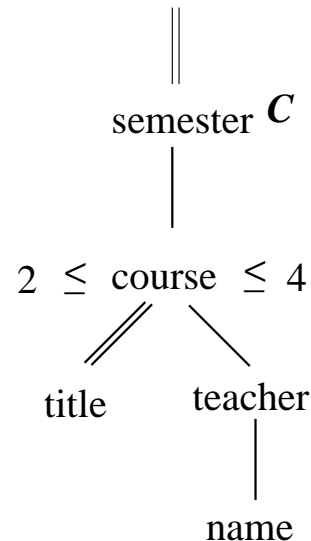 semester C
2 ≤ course ≤ 4
title
teacher
name